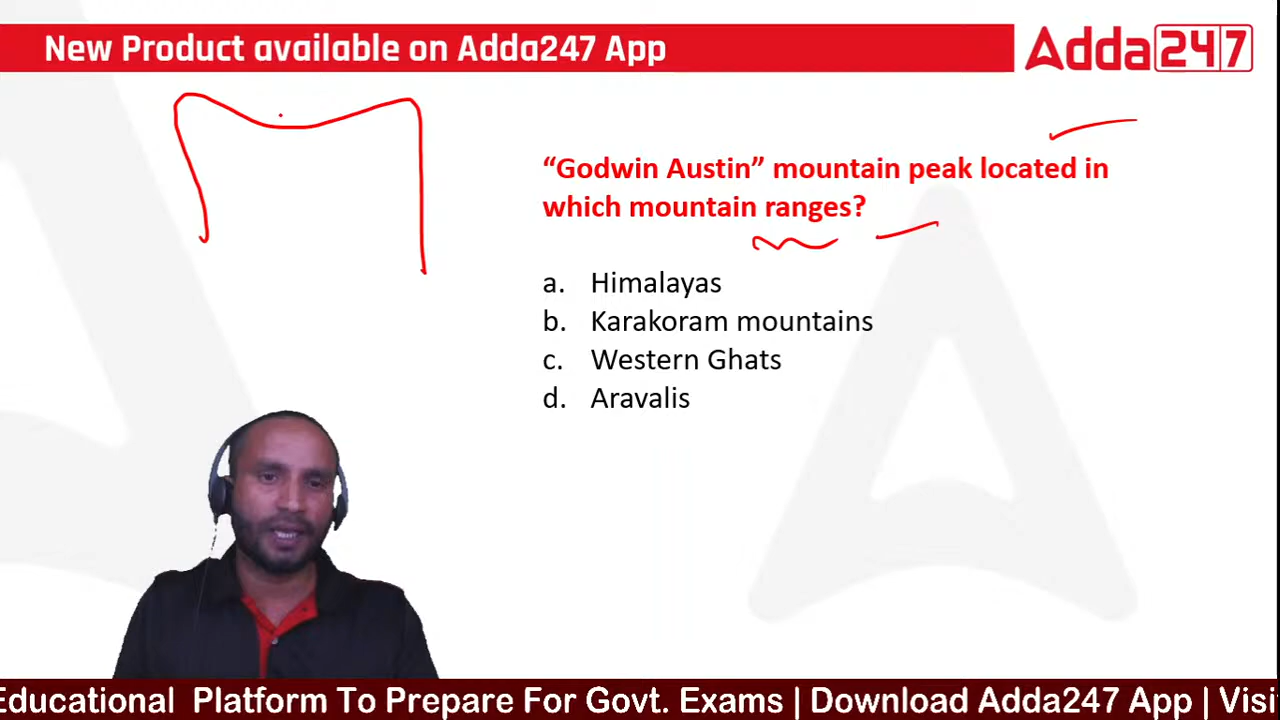 New Product available on Adda247 App
Adda247
“Godwin Austin” mountain peak located in
which mountain ranges?
a. Himalayas
b. Karakoram mountains
c. Western Ghats
d. Aravalis
Educational Platform To Prepare For Govt. Exams | Download Adda247 App | Visi